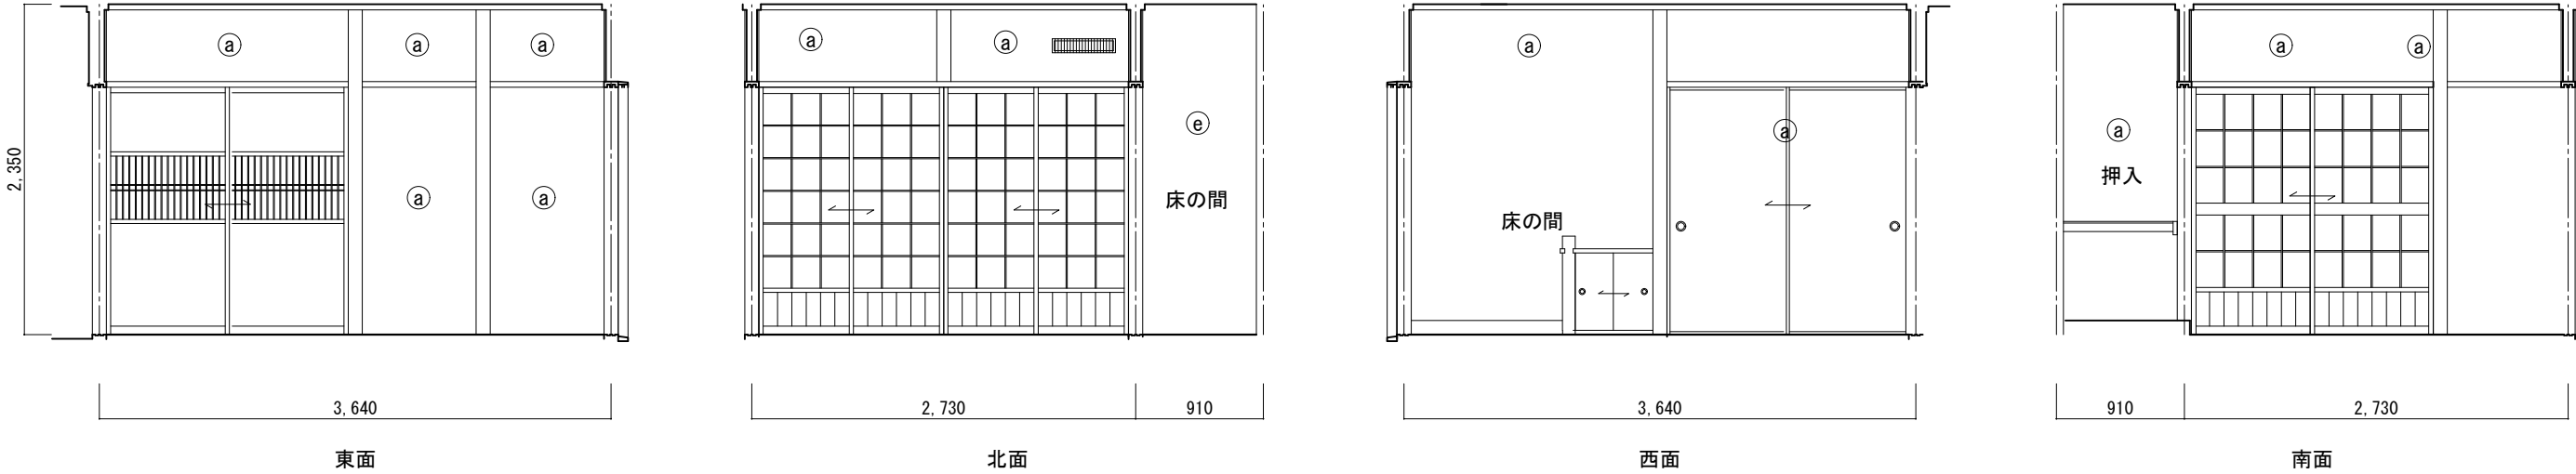 ⓐ ⓐ ⓐ
ⓐ ⓐ
2,350
3,640
東面
ⓐ ⓐ
ⓔ
床の間
2,730 910
北面
ⓐ
ⓐ
床の間
3,640
西面
ⓐ ⓐ
ⓐ
押入
910 2,730
南面